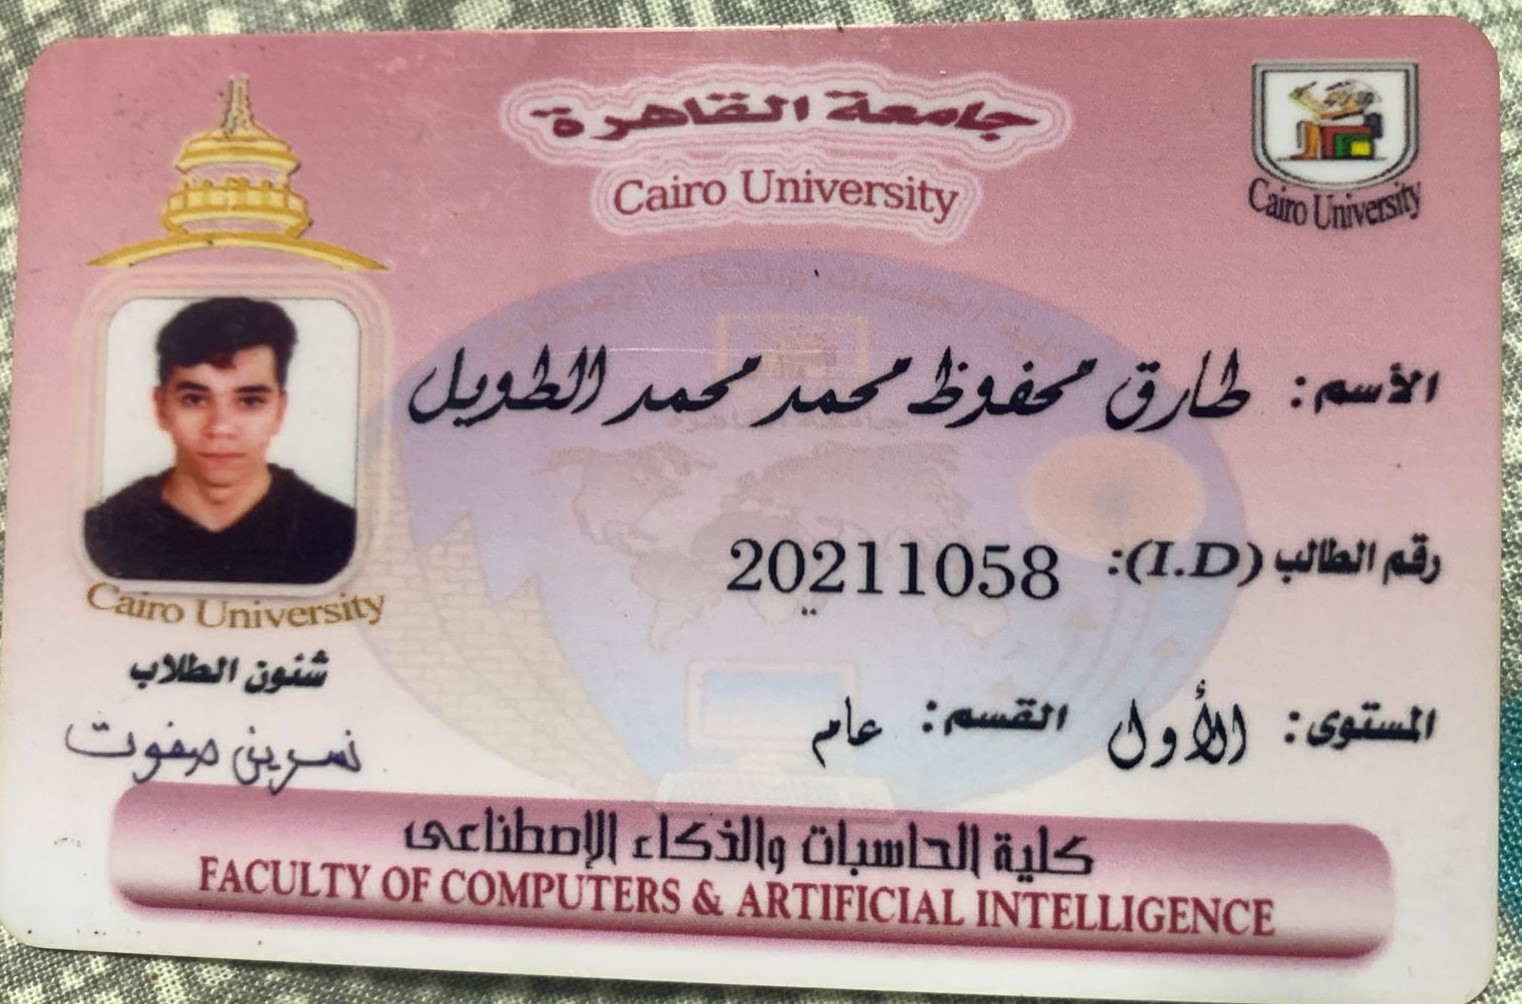 جامعة القاهرة
Cairo University
Cairo University
الأسم: طارق محفوظ محمد محمد الطويل
رقم الطالب (I.D): 20211058
Cairo University
شئون الطلاب
نسرين صفوت
المستوى: الأول القسم: عام
كلية الحاسبات والذكاء الإصطناعى
FACULTY OF COMPUTERS & ARTIFICIAL INTELLIGENCE